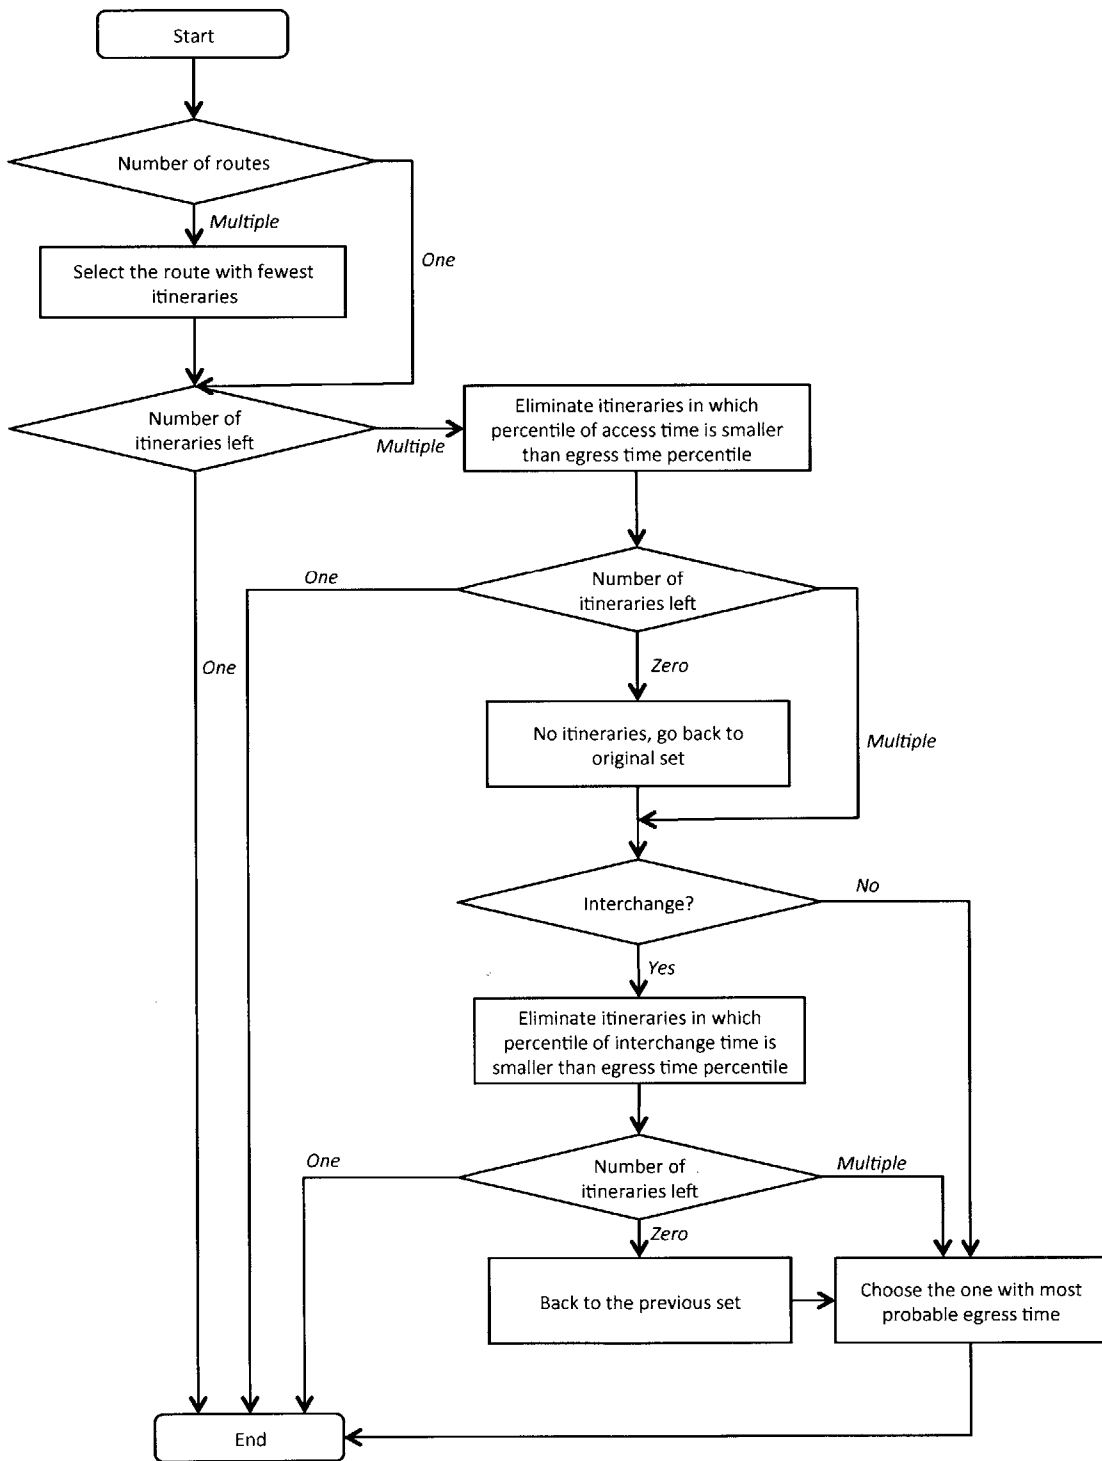 Start
Number of routes
Multiple
One
Select the route with fewest
itineraries
Number of
itineraries left
Multiple
Eliminate itineraries in which
percentile of access time is smaller
than egress time percentile
One
Number of
itineraries left
One
Zero
No itineraries, go back to
original set
Multiple
Interchange?
No
Yes
Eliminate itineraries in which
percentile of interchange time is
smaller than egress time percentile
One
Number of
itineraries left
Multiple
Zero
Back to the previous set
Choose the one with most
probable egress time
End